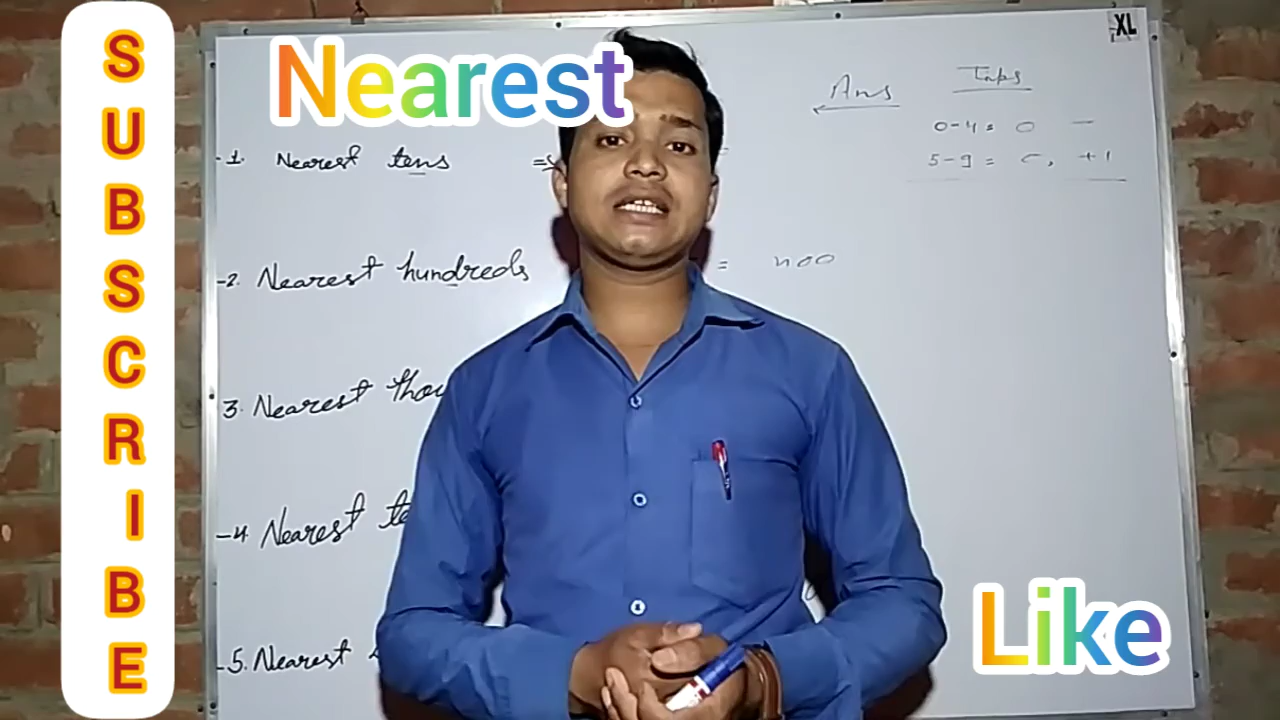 SUBSCRIBE
Nearest
XL
Ans
0-4 = 0 —
5-9 = 0, +1
1. Nearest tens =
2. Nearest hundreds = 400
3. Nearest
4. Nearest
5. Nearest
Like